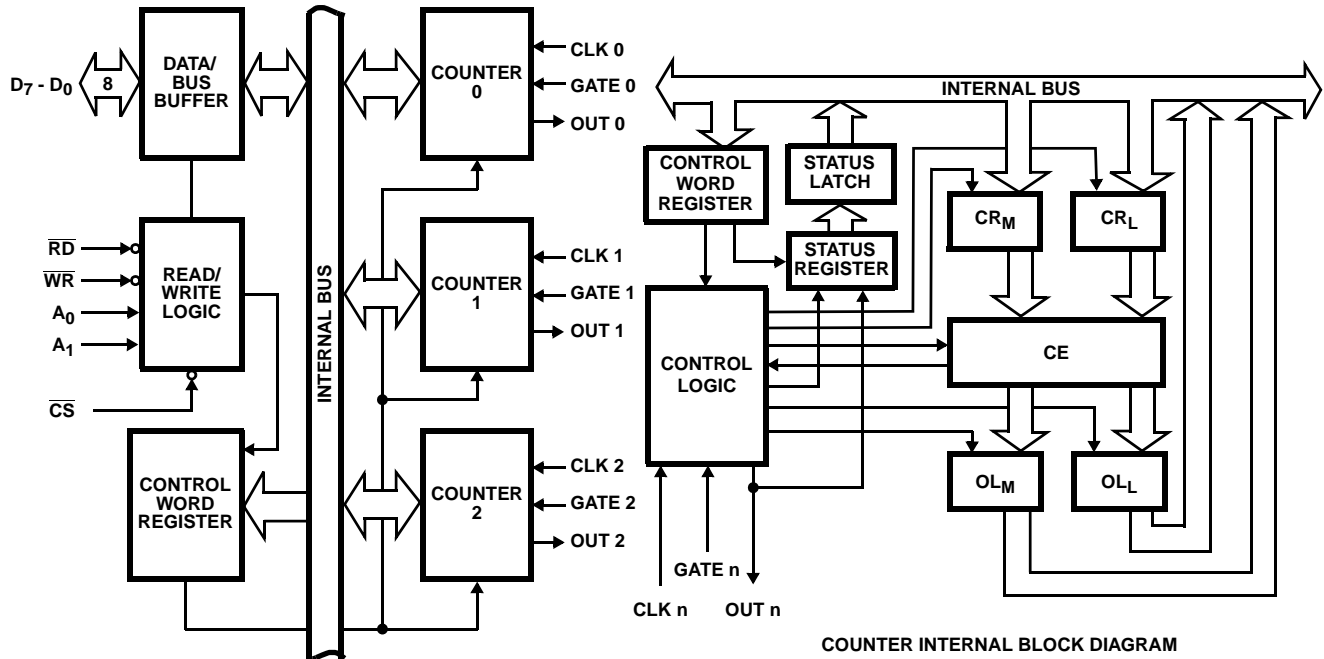 D7 - D0
8
DATA/
BUS
BUFFER
RD
WR
A0
A1
CS
READ/
WRITE
LOGIC
CONTROL
WORD
REGISTER
INTERNAL BUS
COUNTER
0
CLK 0
GATE 0
OUT 0
COUNTER
1
CLK 1
GATE 1
OUT 1
COUNTER
2
CLK 2
GATE 2
OUT 2
INTERNAL BUS
CONTROL
WORD
REGISTER
STATUS
LATCH
STATUS
REGISTER
CRM
CRL
CONTROL
LOGIC
CE
OLM
OLL
GATE n
CLK n
OUT n
COUNTER INTERNAL BLOCK DIAGRAM